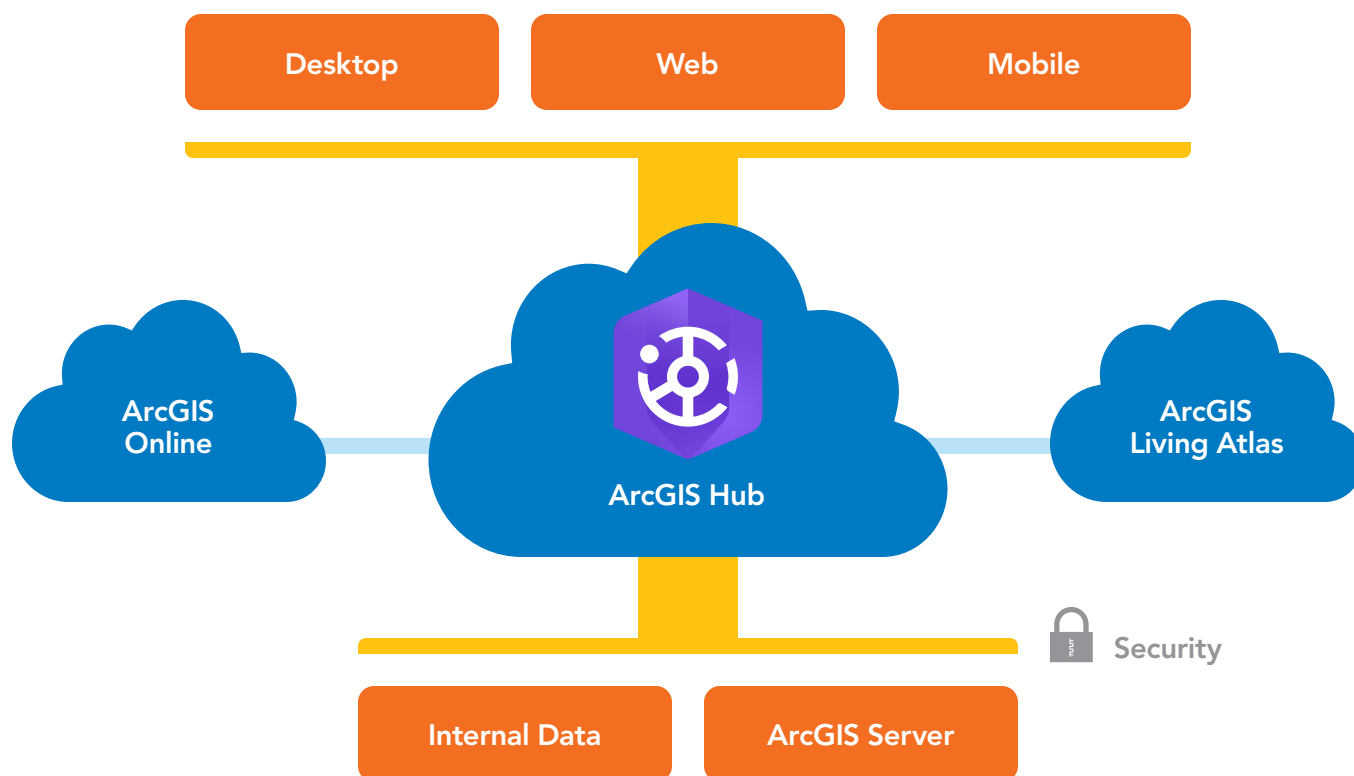 Desktop
Web
Mobile
ArcGIS
Online
ArcGIS Hub
ArcGIS
Living Atlas
Security
Internal Data
ArcGIS Server